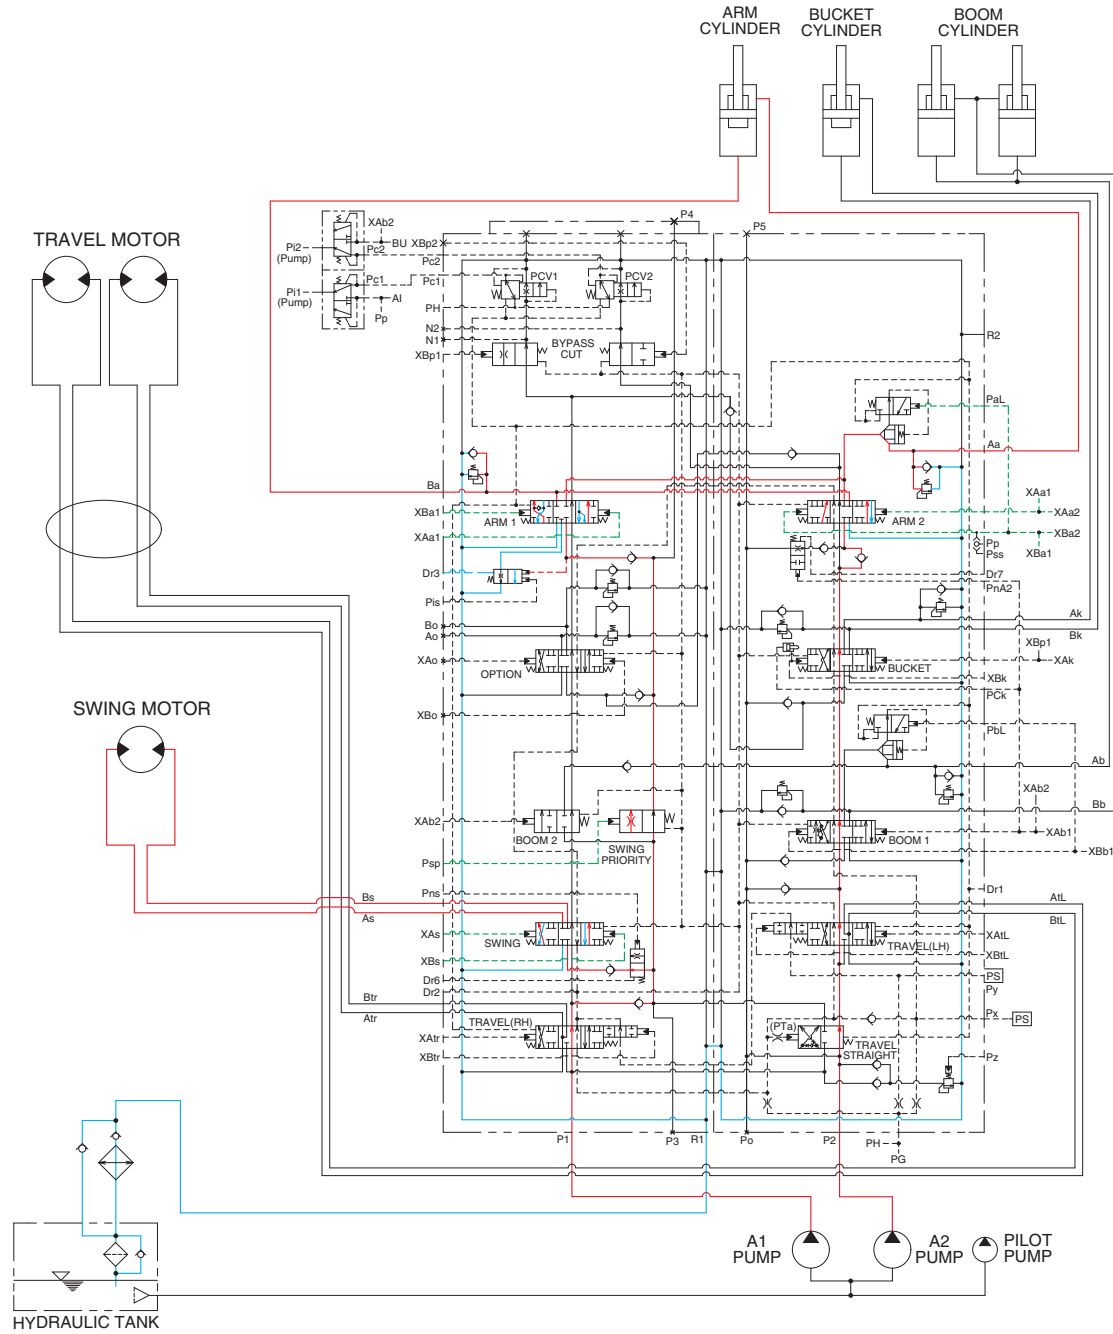 ARM
CYLINDER
BUCKET
CYLINDER
BOOM
CYLINDER
TRAVEL MOTOR
XAb2
Pi2
(Pump)
BU
Pc2
Pc1
Pi1
(Pump)
AI
Pp
XBp2
Pc2
Pc1
PH
N2
N1
XBp1
P4
P5
PCV1
PCV2
BYPASS
CUT
R2
PaL
Aa
Ba
XBa1
XAa1
ARM 1
ARM 2
XAa1
XAa2
XBa2
XBa1
Pp
Pss
Dr3
Pis
Dr7
PnA2
Bo
Ao
Ak
Bk
XAo
OPTION
XBo
BUCKET
XBp1
XAk
XBk
PCk
SWING MOTOR
PbL
Ab
XAb2
Bb
XAb2
BOOM 2
SWING
PRIORITY
Psp
BOOM 1
XAb1
XBb1
Pns
Bs
As
Dr1
AtL
BtL
XAs
SWING
XBs
Dr6
Dr2
TRAVEL(LH)
XAtL
XBtL
PS
Py
Btr
Atr
TRAVEL(RH)
XAtr
XBtr
(PTa)
TRAVEL
STRAIGHT
Px
PS
Pz
P1
P3
R1
Po
P2
PH
PG
A1
PUMP
A2
PUMP
PILOT
PUMP
HYDRAULIC TANK